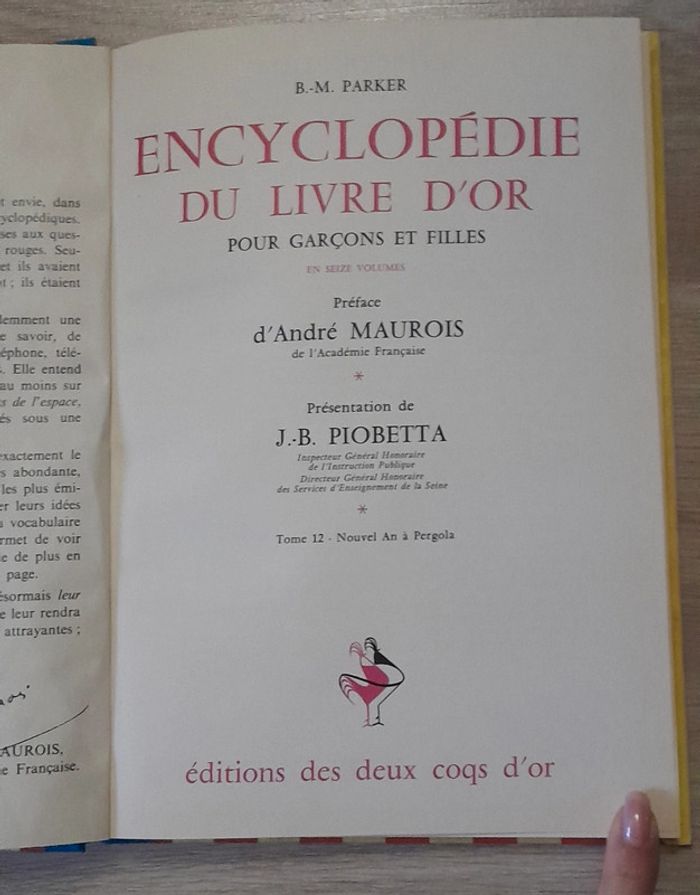 t envie, dans
yclopédiques.
ses aux ques-
rouges. Seu-
et ils avaient
t ; ils étaient
lemment une
e savoir, de
éphone, télé-
s. Elle entend
au moins sur
s de l'espace,
és sous une
exactement le
s abondante,
les plus émi-
er leurs idées
vocabulaire
rmet de voir
e de plus en
page.
ésormais leur
e leur rendra
attrayantes ;
AUROIS,
e Française.
B.-M. PARKER
ENCYCLOPÉDIE
DU LIVRE D'OR
POUR GARÇONS ET FILLES
EN SEIZE VOLUMES
Préface
d'André MAUROIS
de l'Académie Française
*
Présentation de
J.-B. PIOBETTA
Inspecteur Général Honoraire
de l'Instruction Publique
Directeur Général Honoraire
des Services d'Enseignement de la Seine
*
Tome 12 - Nouvel An à Pergola
éditions des deux coqs d'or